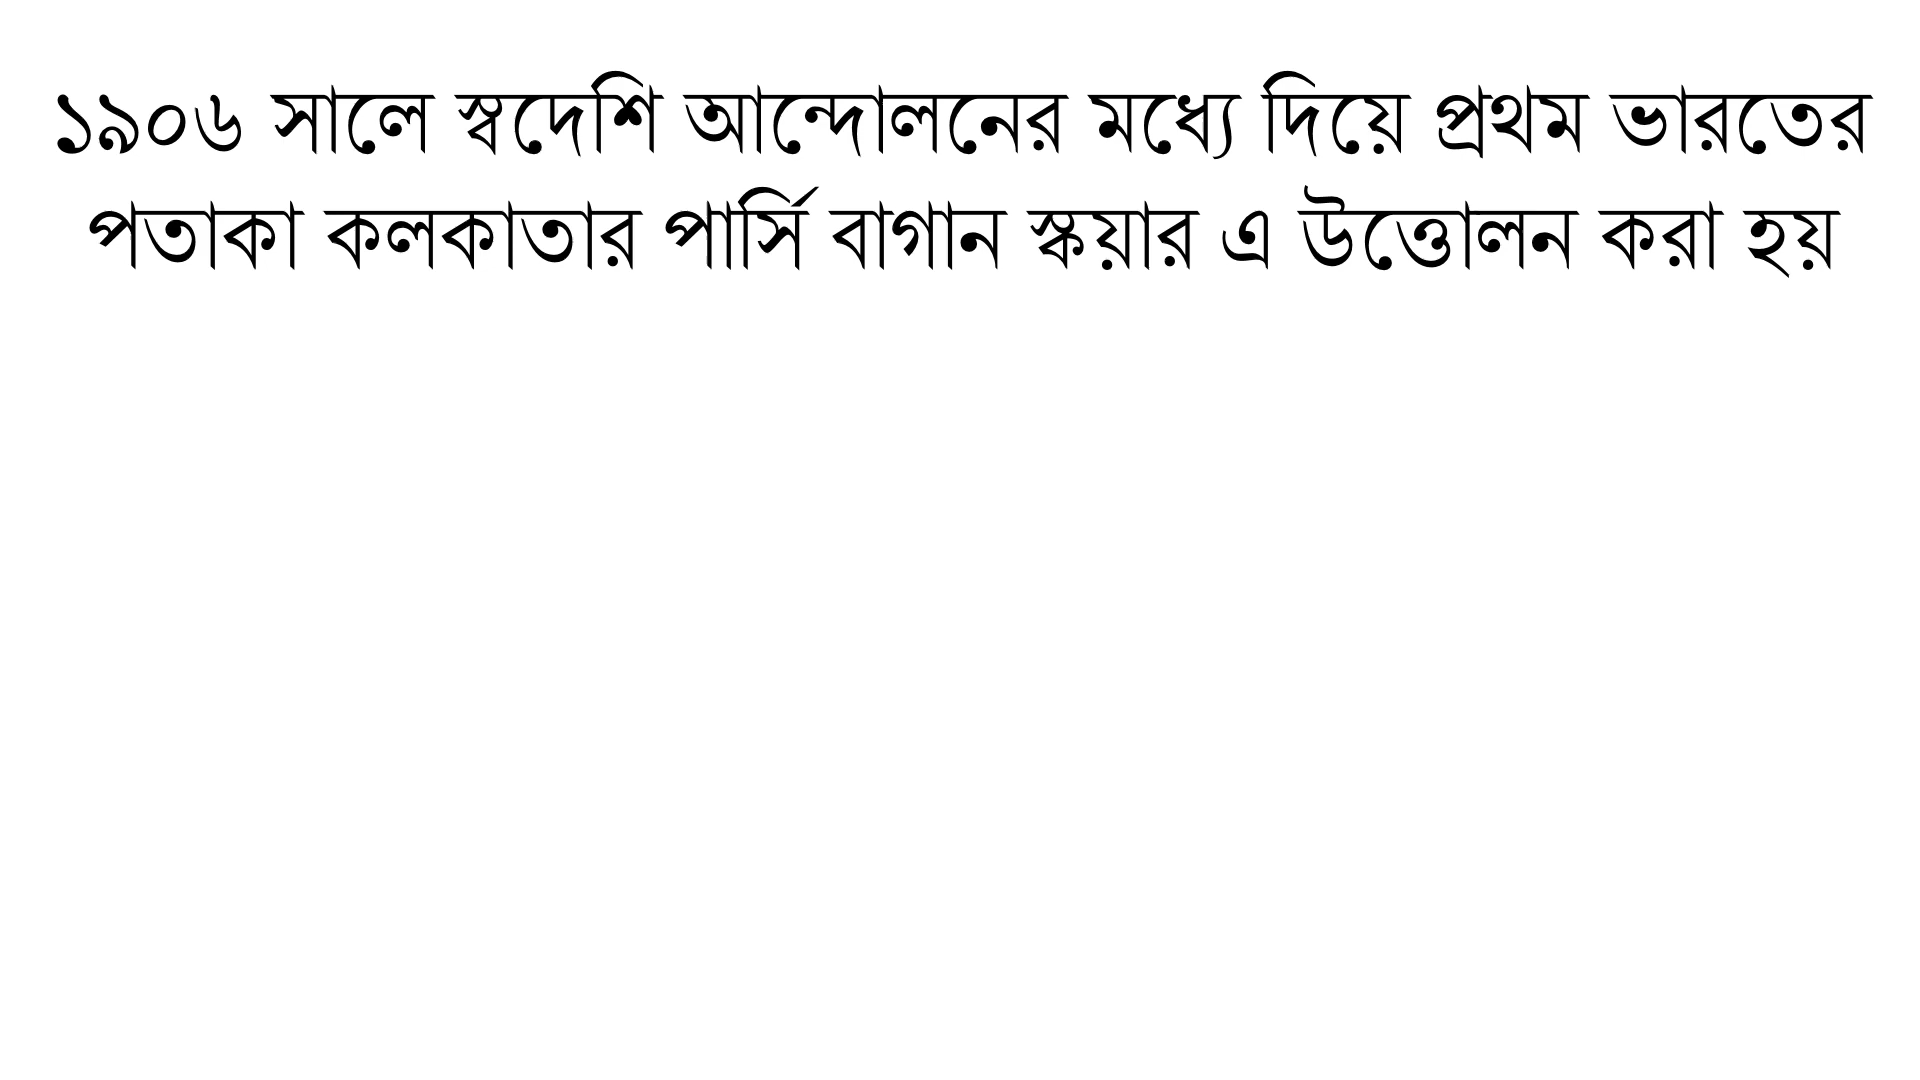 ১৯০৬ সালে স্বদেশি আন্দোলনের মধ্যে দিয়ে প্রথম ভারতের
পতাকা কলকাতার পার্সি বাগান স্কয়ার এ উত্তোলন করা হয়